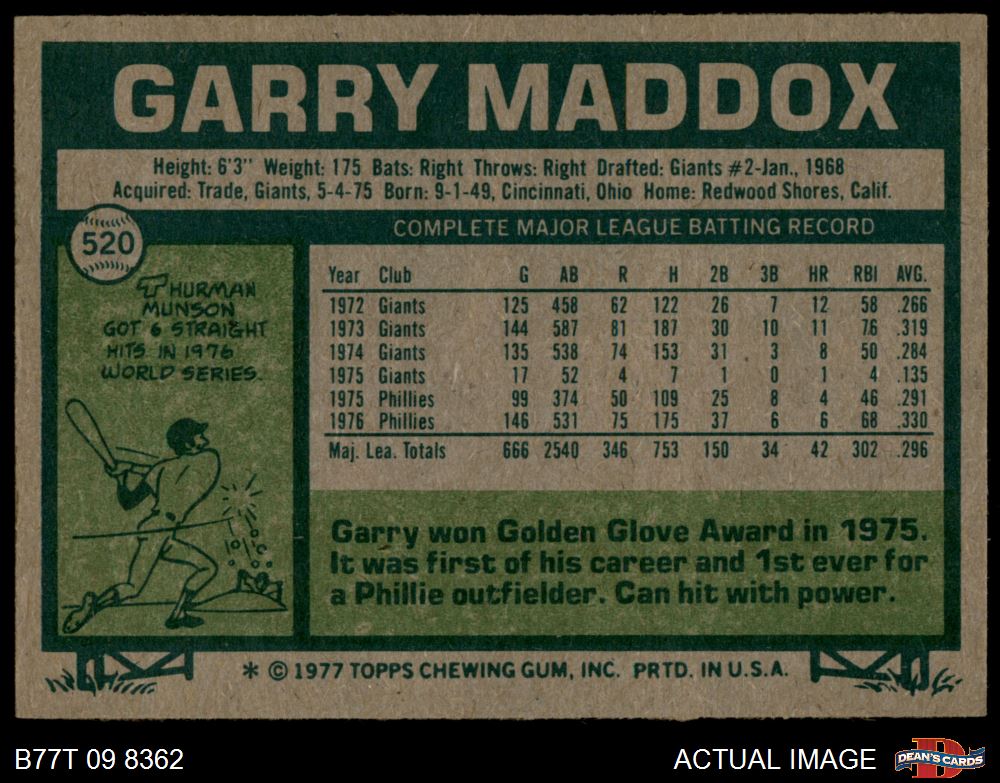 GARRY MADDOX
Height: 6'3" Weight: 175 Bats: Right Throws: Right Drafted: Giants #2-Jan., 1968
Acquired: Trade, Giants, 5-4-75 Born: 9-1-49, Cincinnati, Ohio Home: Redwood Shores, Calif.
520
THURMAN
MUNSON
GOT 6 STRAIGHT
HITS IN 1976
WORLD SERIES.
COMPLETE MAJOR LEAGUE BATTING RECORD
Year Club G AB R H 2B 3B HR RBI AVG.
1972 Giants 125 458 62 122 26 7 12 58 .266
1973 Giants 144 587 81 187 30 10 11 76 .319
1974 Giants 135 538 74 153 31 3 8 50 .284
1975 Giants 17 52 4 7 1 0 1 4 .135
1975 Phillies 99 374 50 109 25 8 4 46 .291
1976 Phillies 146 531 75 175 37 6 6 68 .330
Maj. Lea. Totals 666 2540 346 753 150 34 42 302 .296
Garry won Golden Glove Award in 1975.
It was first of his career and 1st ever for
a Phillie outfielder. Can hit with power.
* © 1977 TOPPS CHEWING GUM, INC. PRTD. IN U.S.A.
B77T 09 8362
ACTUAL IMAGE
D
DEAN'S CARDS